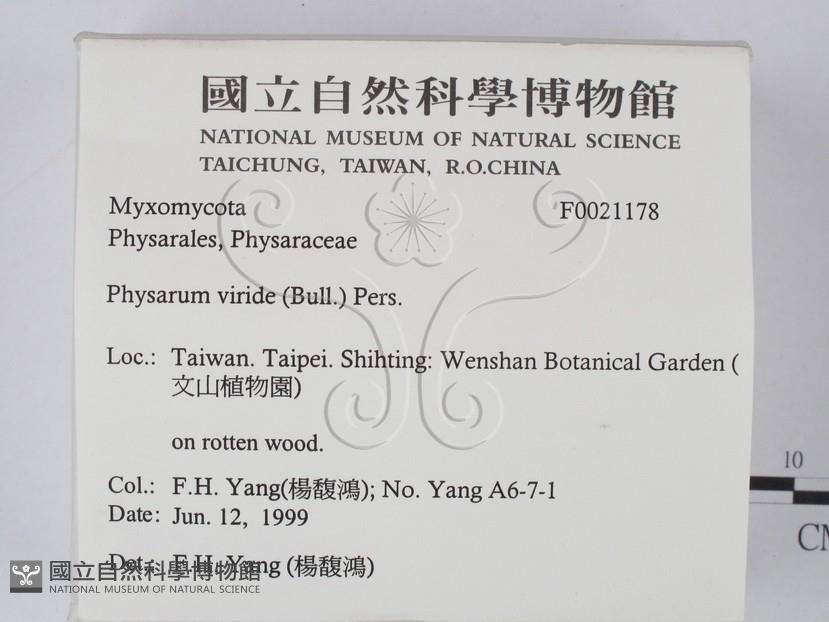 國立自然科學博物館
NATIONAL MUSEUM OF NATURAL SCIENCE
TAICHUNG, TAIWAN, R.O.CHINA
Myxomycota F0021178
Physarales, Physaraceae
Physarum viride (Bull.) Pers.
Loc.: Taiwan. Taipei. Shihting: Wenshan Botanical Garden (
文山植物園)
on rotten wood.
Col.: F.H. Yang(楊馥鴻); No. Yang A6-7-1
Date: Jun. 12, 1999
Det.: F.H. Yang (楊馥鴻)
國立自然科學博物館
NATIONAL MUSEUM OF NATURAL SCIENCE
10
CM